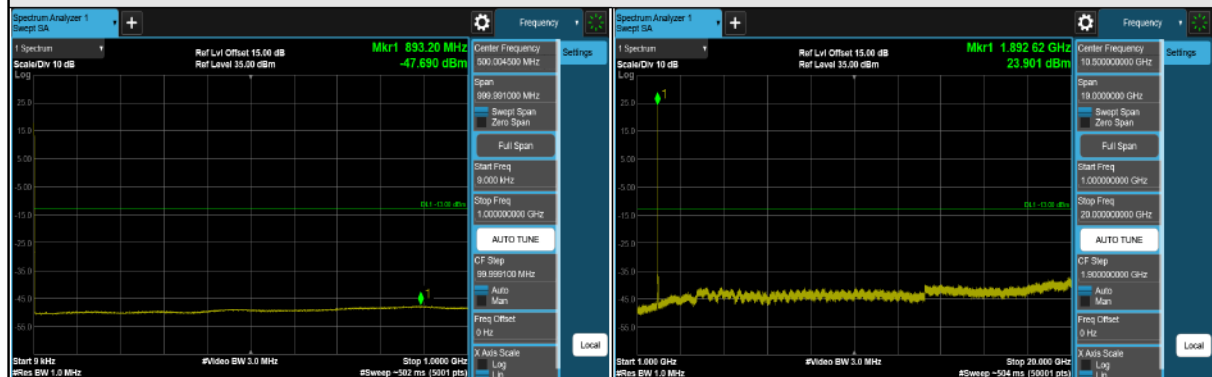 Spectrum Analyzer 1
Swept SA
+
Frequency
1 Spectrum
Scale/Div 10 dB
Log
Ref Lvl Offset 15.00 dB
Ref Level 35.00 dBm
Mkr1 893.20 MHz
-47.690 dBm
25.0
15.0
5.00
-5.00
-15.0
-25.0
-35.0
-45.0
-55.0
DL1 -13.00 dBm
1
Start 9 kHz
#Res BW 1.0 MHz
#Video BW 3.0 MHz
Stop 1.0000 GHz
#Sweep ~502 ms (5001 pts)
Center Frequency
500.004500 MHz
Settings
Span
999.991000 MHz
Swept Span
Zero Span
Full Span
Start Freq
9.000 kHz
Stop Freq
1.000000000 GHz
AUTO TUNE
CF Step
99.999100 MHz
Auto
Man
Freq Offset
0 Hz
X Axis Scale
Log
Lin
Local
Spectrum Analyzer 1
Swept SA
+
Frequency
1 Spectrum
Scale/Div 10 dB
Log
Ref Lvl Offset 15.00 dB
Ref Level 35.00 dBm
Mkr1 1.892 62 GHz
23.901 dBm
25.0
15.0
5.00
-5.00
-15.0
-25.0
-35.0
-45.0
-55.0
DL1 -13.00 dBm
1
Start 1.000 GHz
#Res BW 1.0 MHz
#Video BW 3.0 MHz
Stop 20.000 GHz
#Sweep ~504 ms (50001 pts)
Center Frequency
10.500000000 GHz
Settings
Span
19.0000000 GHz
Swept Span
Zero Span
Full Span
Start Freq
1.000000000 GHz
Stop Freq
20.000000000 GHz
AUTO TUNE
CF Step
1.900000000 GHz
Auto
Man
Freq Offset
0 Hz
X Axis Scale
Log
Lin
Local